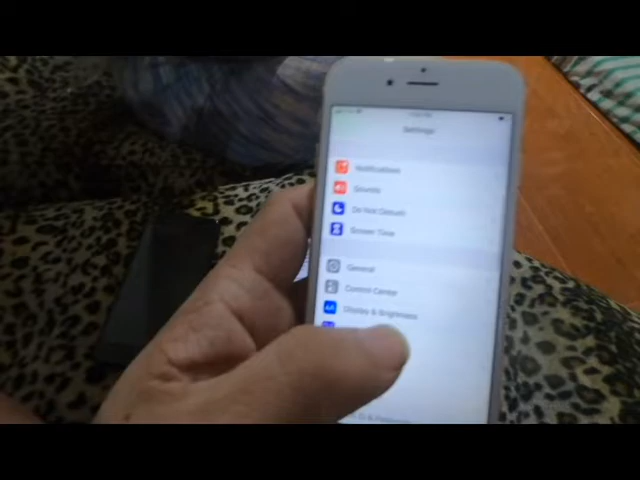 Settings
Notifications
Sounds
Do Not Disturb
Screen Time
General
Control Center
Display & Brightness